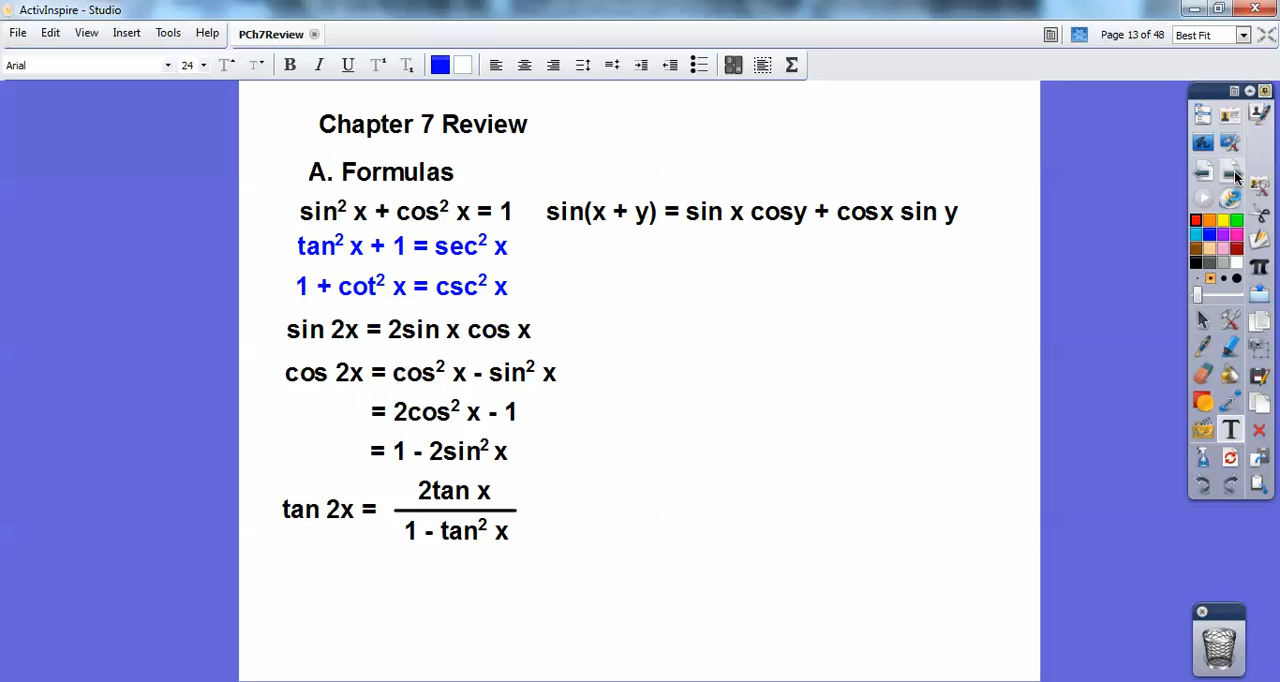 ActivInspire - Studio
File Edit View Insert Tools Help PCh7Review Page 13 of 48 Best Fit
Arial 24 T T B I U T¹ T₁ Σ
Chapter 7 Review
A. Formulas
sin² x + cos² x = 1 sin(x + y) = sin x cosy + cosx sin y
tan² x + 1 = sec² x
1 + cot² x = csc² x
sin 2x = 2sin x cos x
cos 2x = cos² x - sin² x
= 2cos² x - 1
= 1 - 2sin² x
2tan x
tan 2x =
1 - tan² x
π
T